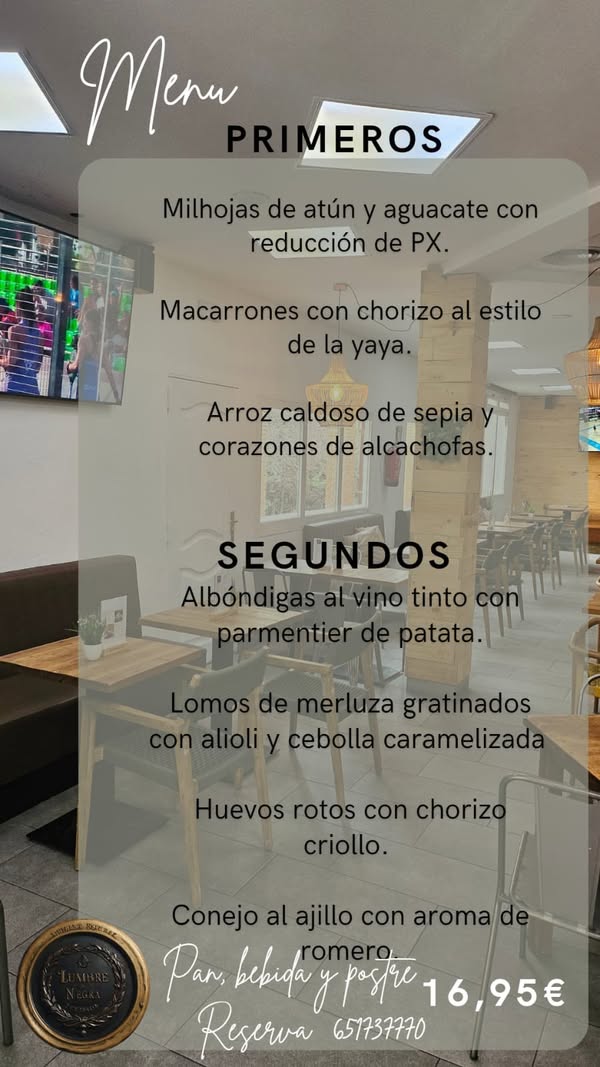 Menu
PRIMEROS
Milhojas de atún y aguacate con
reducción de PX.
Macarrones con chorizo al estilo
de la yaya.
Arroz caldoso de sepia y
corazones de alcachofas.
SEGUNDOS
Albóndigas al vino tinto con
parmentier de patata.
Lomos de merluza gratinados
con alioli y cebolla caramelizada
Huevos rotos con chorizo
criollo.
Conejo al ajillo con aroma de
romero.
Pan, bebida y postre
16,95€
Reserva 651737770
LUMBRE
NEGRA